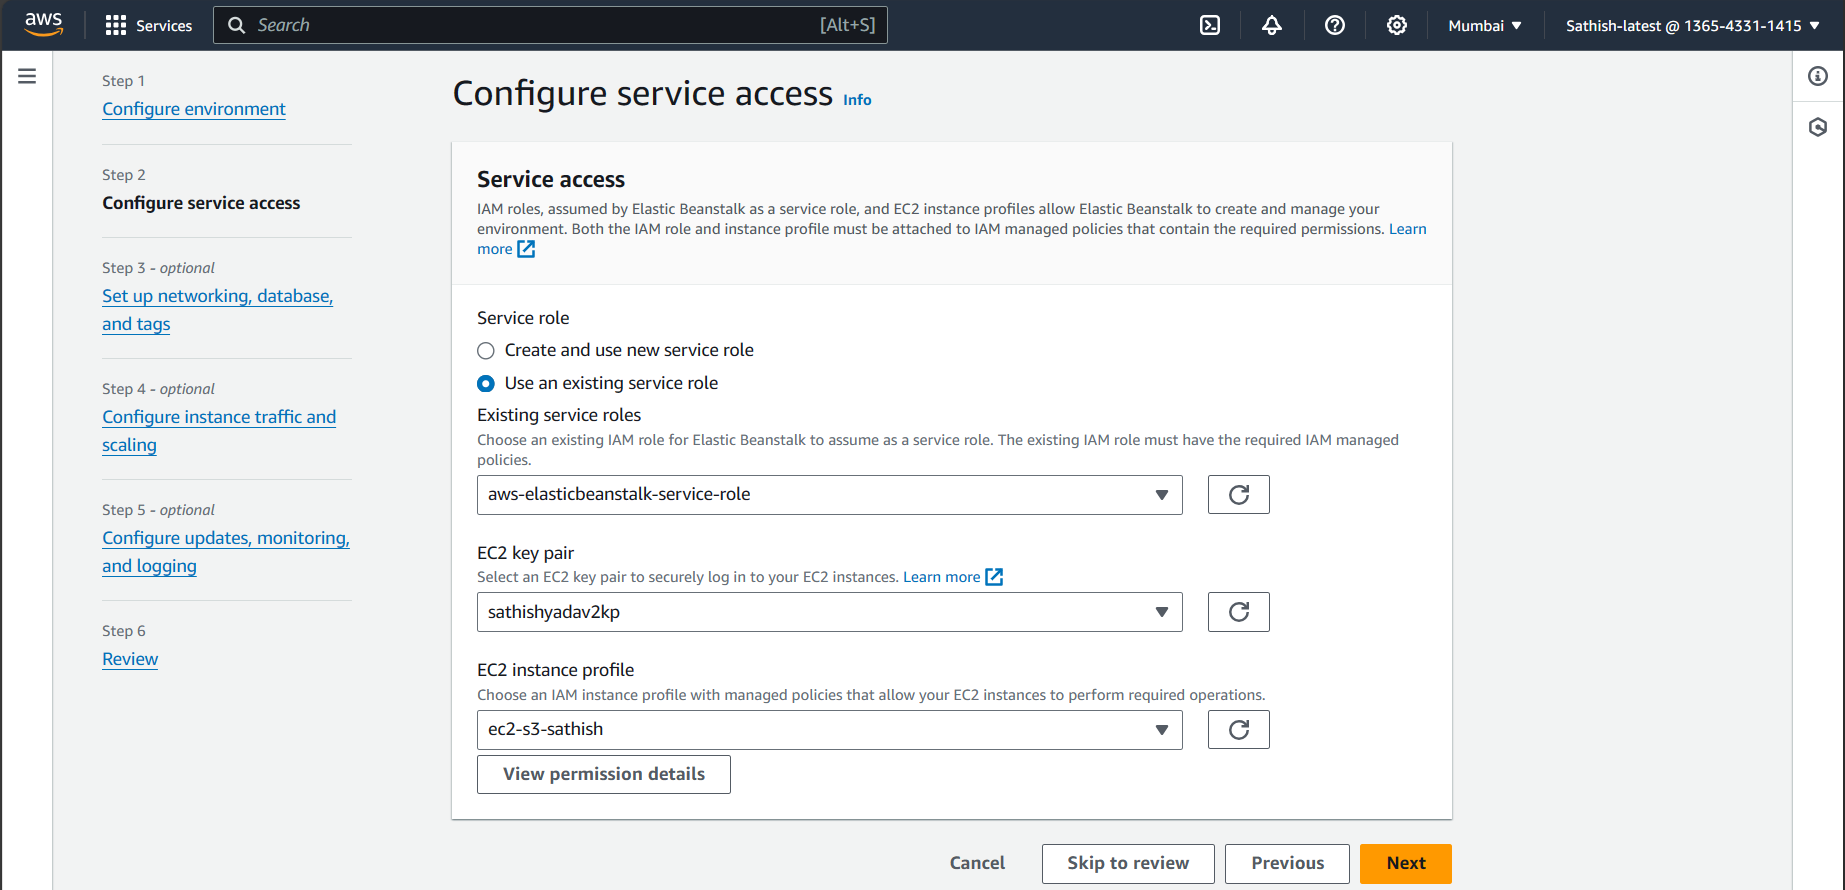 aws
Services
Search
[Alt+S]
Mumbai
Sathish-latest @ 1365-4331-1415
Step 1
Configure environment
Step 2
Configure service access
Step 3 - optional
Set up networking, database,
and tags
Step 4 - optional
Configure instance traffic and
scaling
Step 5 - optional
Configure updates, monitoring,
and logging
Step 6
Review
Configure service access Info
Service access
IAM roles, assumed by Elastic Beanstalk as a service role, and EC2 instance profiles allow Elastic Beanstalk to create and manage your
environment. Both the IAM role and instance profile must be attached to IAM managed policies that contain the required permissions. Learn
more
Service role
Create and use new service role
Use an existing service role
Existing service roles
Choose an existing IAM role for Elastic Beanstalk to assume as a service role. The existing IAM role must have the required IAM managed
policies.
aws-elasticbeanstalk-service-role
EC2 key pair
Select an EC2 key pair to securely log in to your EC2 instances. Learn more
sathishyadav2kp
EC2 instance profile
Choose an IAM instance profile with managed policies that allow your EC2 instances to perform required operations.
ec2-s3-sathish
View permission details
Cancel
Skip to review
Previous
Next